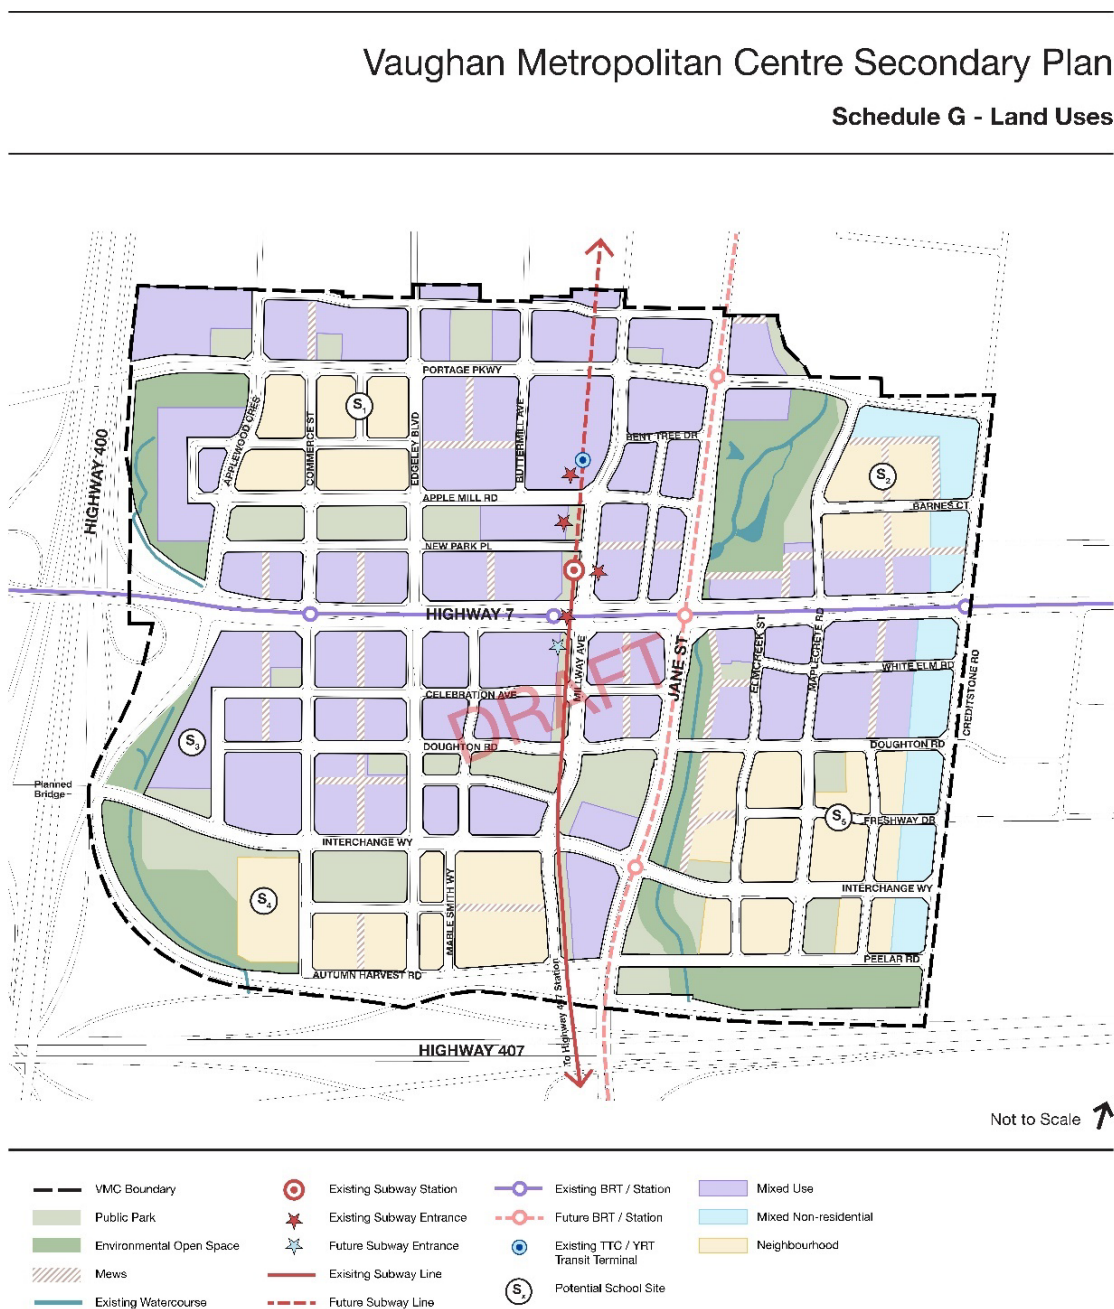 Vaughan Metropolitan Centre Secondary Plan
Schedule G - Land Uses
PORTAGE PKWY
S1
APPLEWOOD CRES
COMMERCE ST
EDGELEY BLVD
BUTTERMILL AVE
BENT TREE DR
HIGHWAY 400
S2
APPLE MILL RD
BARNES CT
NEW PARK PL
HIGHWAY 7
MILLWAY AVE
JANE ST
ELMCREEK ST
MAPLECRETE RD
WHITE ELM RD
CREDITSTONE RD
CELEBRATION AVE
DRAFT
S3
DOUGHTON RD
DOUGHTON RD
Planned
Bridge
S5
FRESHWAY DR
INTERCHANGE WY
INTERCHANGE WY
S4
MABLE SMITH WY
PEELAR RD
AUTUMN HARVEST RD
To Highway 407 Station
HIGHWAY 407
Not to Scale
VMC Boundary
Public Park
Environmental Open Space
Mews
Existing Watercourse
Existing Subway Station
Existing Subway Entrance
Future Subway Entrance
Exisitng Subway Line
Future Subway Line
Existing BRT / Station
Future BRT / Station
Existing TTC / YRT
Transit Terminal
Sx
Potential School Site
Mixed Use
Mixed Non-residential
Neighbourhood